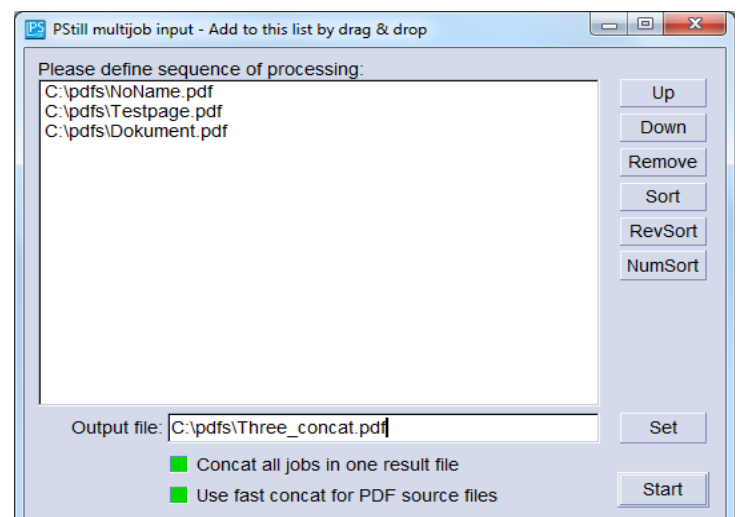 PS PStill multijob input - Add to this list by drag & drop
Please define sequence of processing:
C:\pdfs\NoName.pdf
C:\pdfs\Testpage.pdf
C:\pdfs\Dokument.pdf
Up
Down
Remove
Sort
RevSort
NumSort
Output file: C:\pdfs\Three_concat.pdf Set
Concat all jobs in one result file
Use fast concat for PDF source files
Start